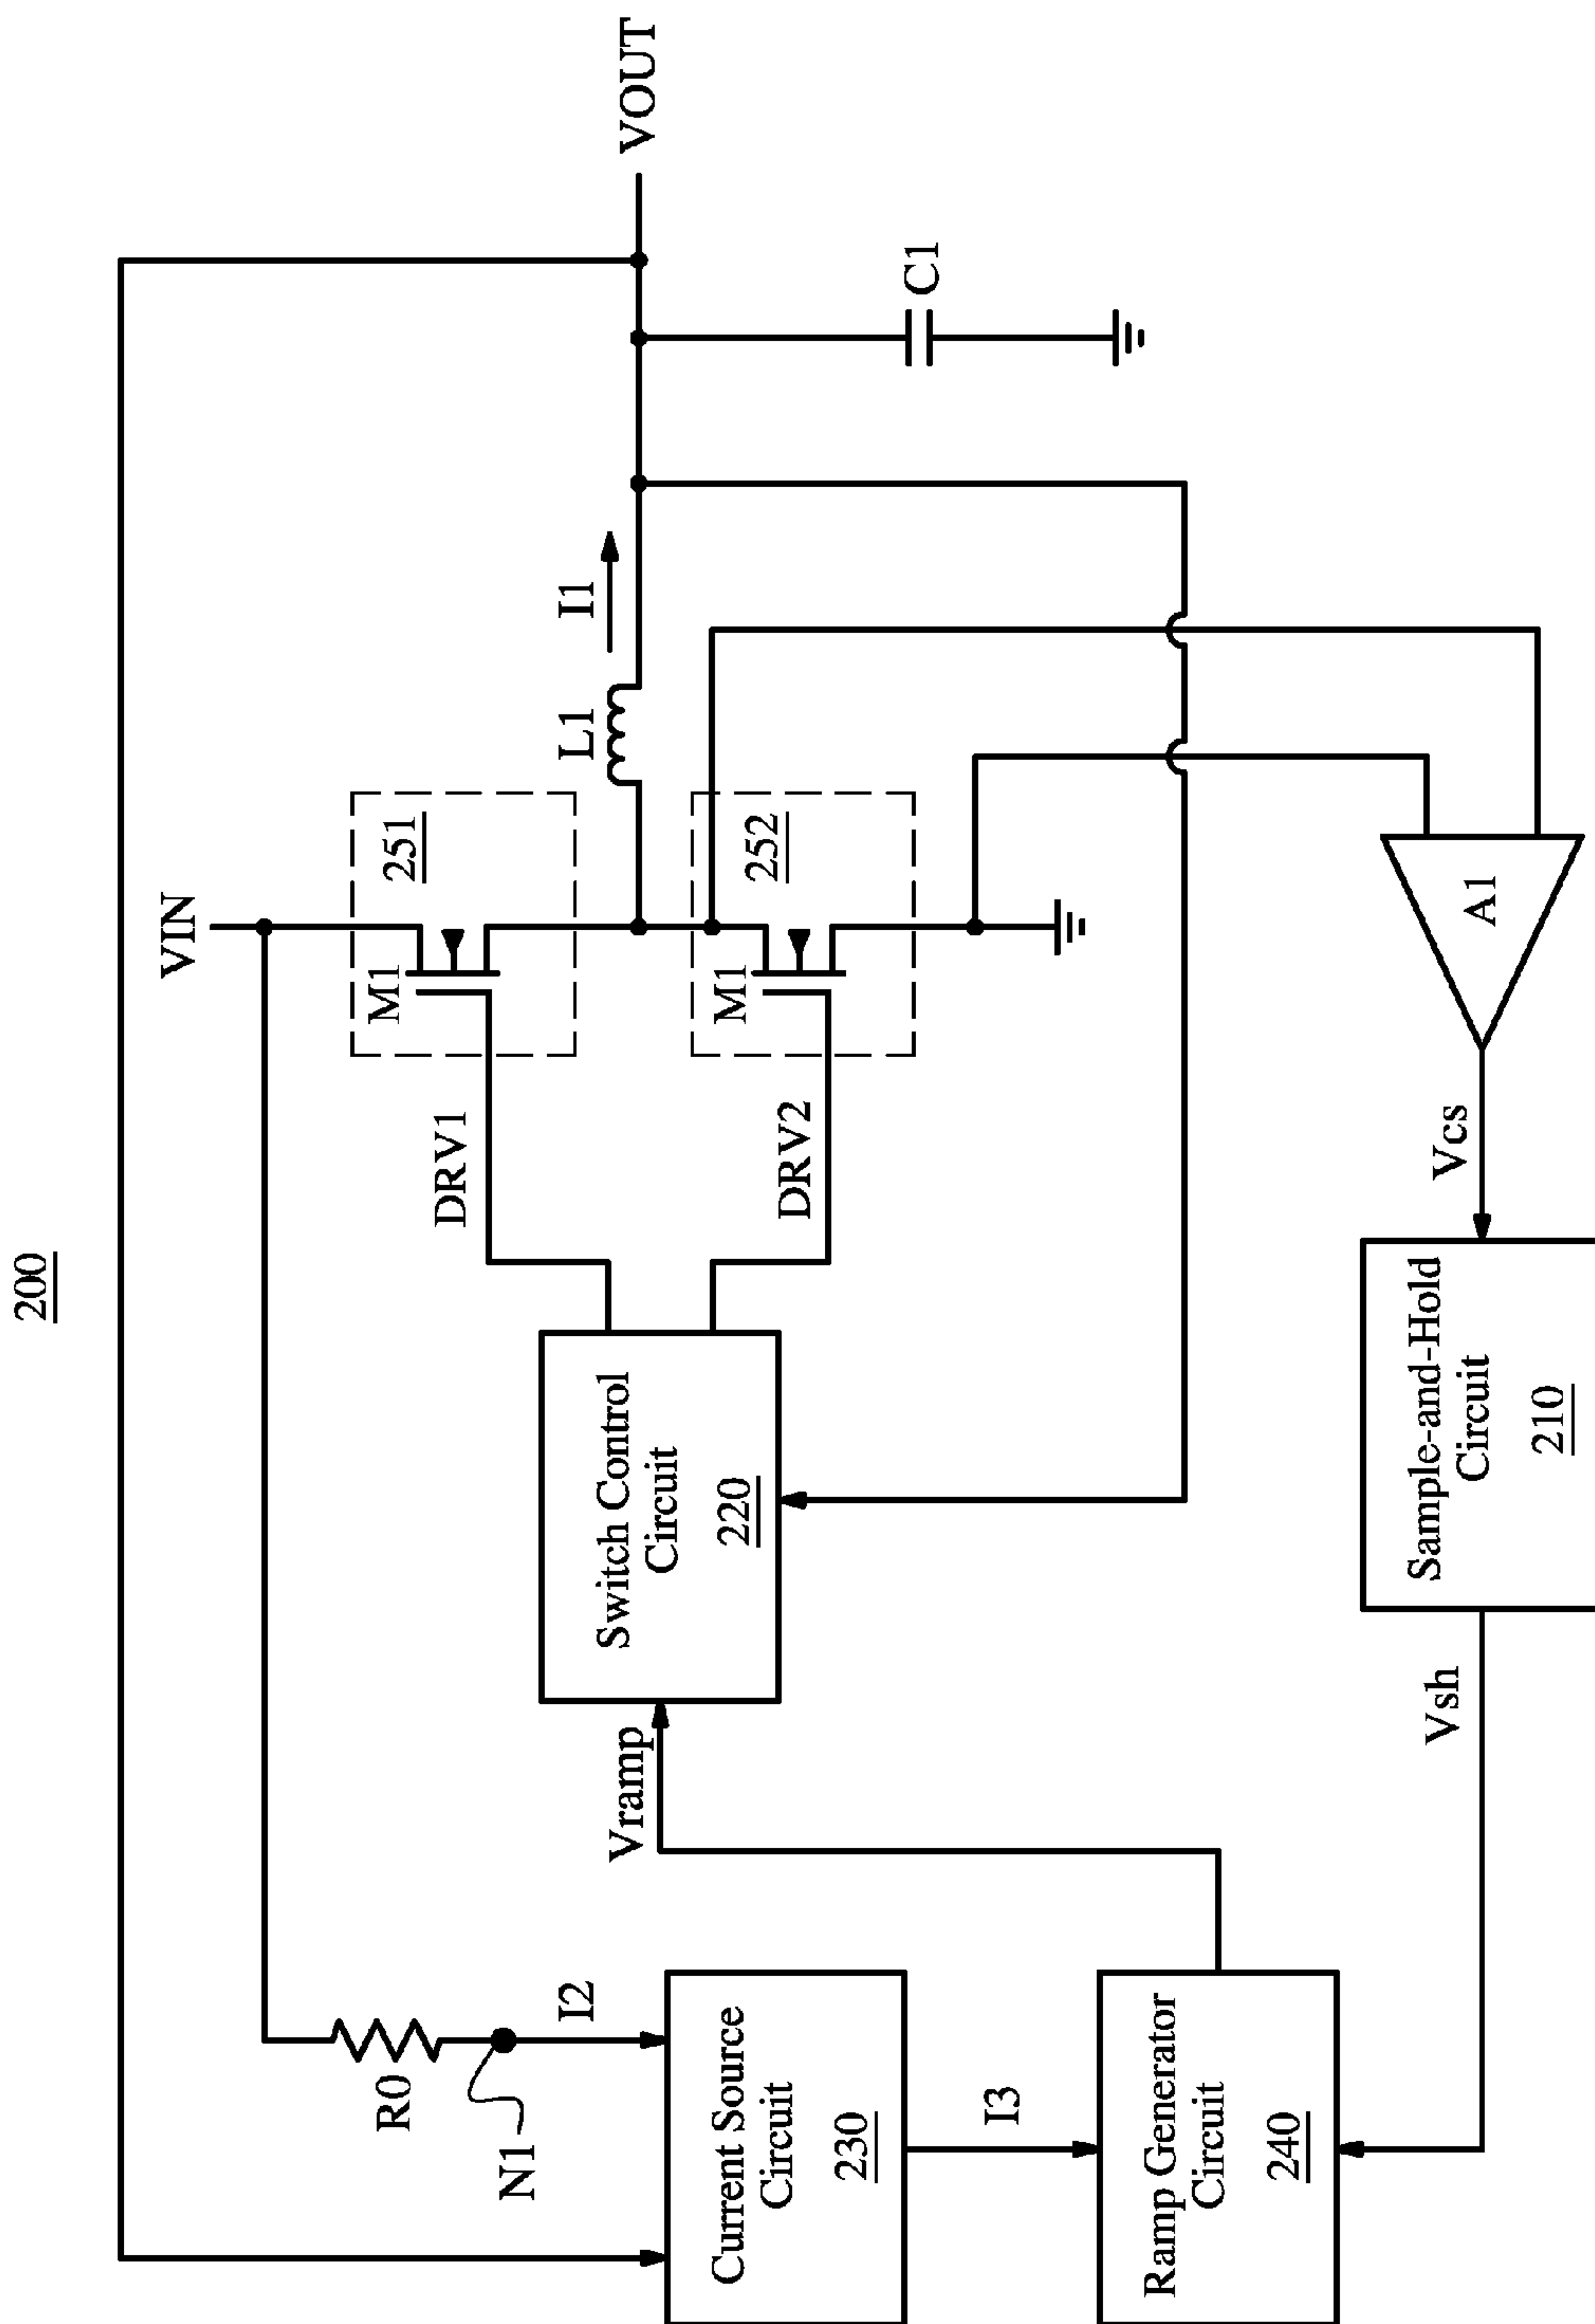 200
VIN
VOUT
251
M1
L1
I1
DRV1
252
M1
DRV2
C1
R0
N1
I2
Vramp
Switch Control
Circuit
220
Current Source
Circuit
230
I3
Ramp Generator
Circuit
240
Vsh
Sample-and-Hold
Circuit
210
Vcs
A1